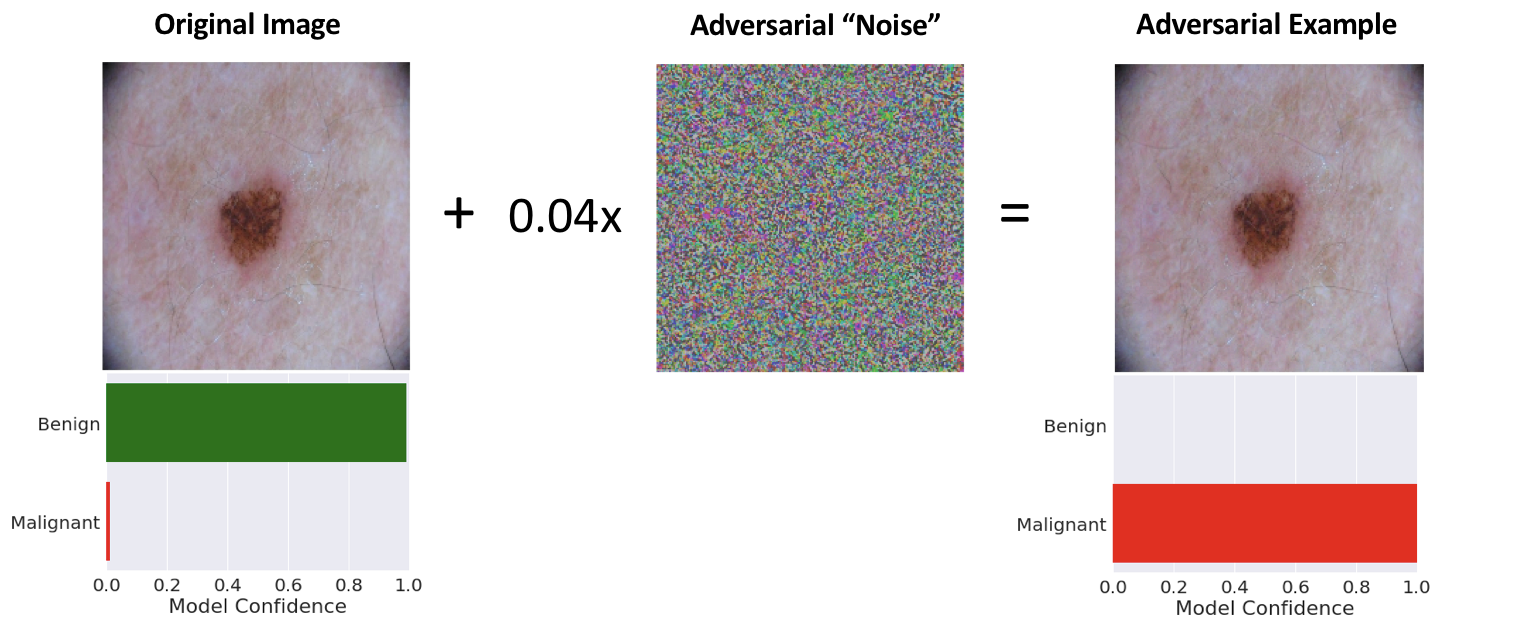 Original Image
Adversarial “Noise”
Adversarial Example
+ 0.04x =
Benign
Malignant
0.0 0.2 0.4 0.6 0.8 1.0
Model Confidence
Benign
Malignant
0.0 0.2 0.4 0.6 0.8 1.0
Model Confidence